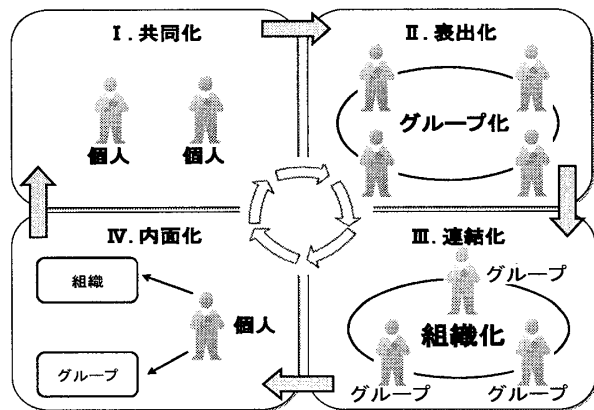 Ⅰ.共同化
個人
個人
Ⅱ.表出化
グループ化
Ⅳ.内面化
組織
個人
グループ
Ⅲ.連結化
グループ
組織化
グループ
グループ